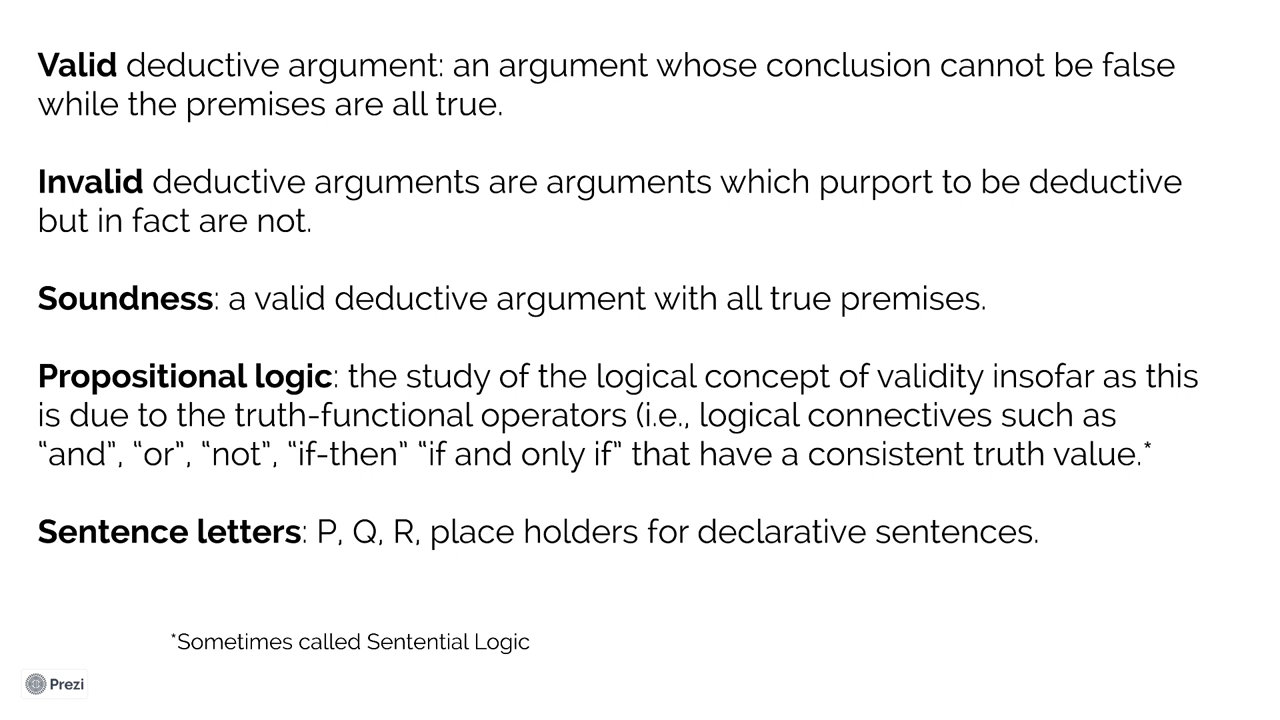 Valid deductive argument: an argument whose conclusion cannot be false
while the premises are all true.
Invalid deductive arguments are arguments which purport to be deductive
but in fact are not.
Soundness: a valid deductive argument with all true premises.
Propositional logic: the study of the logical concept of validity insofar as this
is due to the truth-functional operators (i.e., logical connectives such as
“and”, “or”, “not”, “if-then” “if and only if” that have a consistent truth value.*
Sentence letters: P, Q, R, place holders for declarative sentences.
*Sometimes called Sentential Logic
Prezi